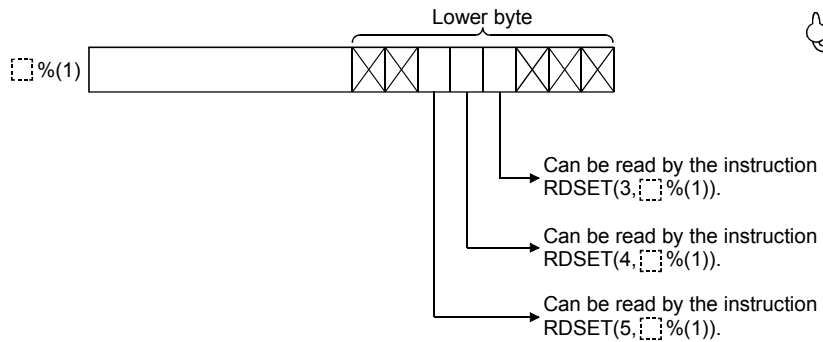 Lower byte
%(1)
Can be read by the instruction
RDSET(3, %(1)).
Can be read by the instruction
RDSET(4, %(1)).
Can be read by the instruction
RDSET(5, %(1)).